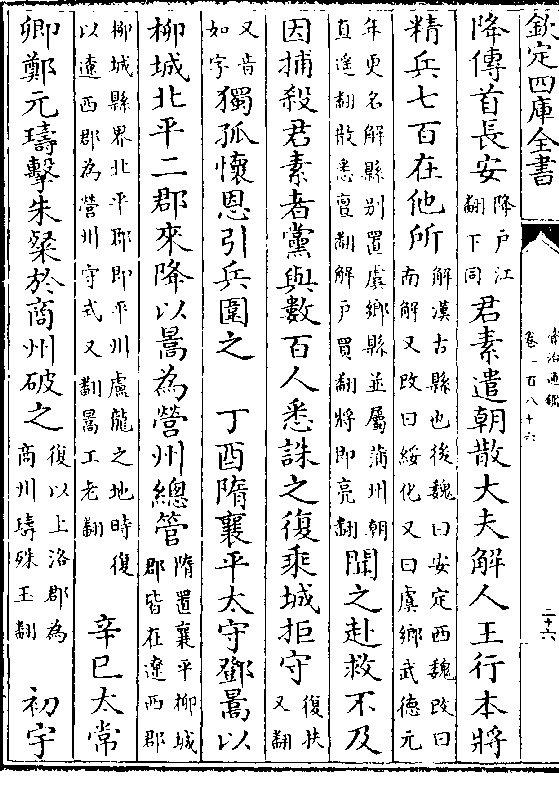 欽定四庫全書
資治通鑑
卷一百八十六
二十六
降傳首長安降戶江翻下同君素遣朝散大夫解人王行本將
精兵七百在他所解漢古縣也後魏曰安定西魏改曰南解又改曰綏化又曰虞鄉武德元
年更名解縣别置虞鄉縣並屬蒲州朝直遥翻散悉亶翻解戶買翻將即亮翻聞之赴救不及
因捕殺君素者黨與數百人悉誅之復乘城拒守復扶又翻
又音如字獨孤懷恩引兵圍之 丁酉隋襄平太守鄧暠以
柳城北平二郡來降以暠為營州總管隋置襄平柳城郡皆在遼西郡
柳城縣界北平郡即平州盧龍之地時復以遼西郡為營州守式又翻暠工老翻 辛巳太常
卿鄭元璹擊朱粲於商州破之復以上洛郡為商州璹殊玉翻 初宇